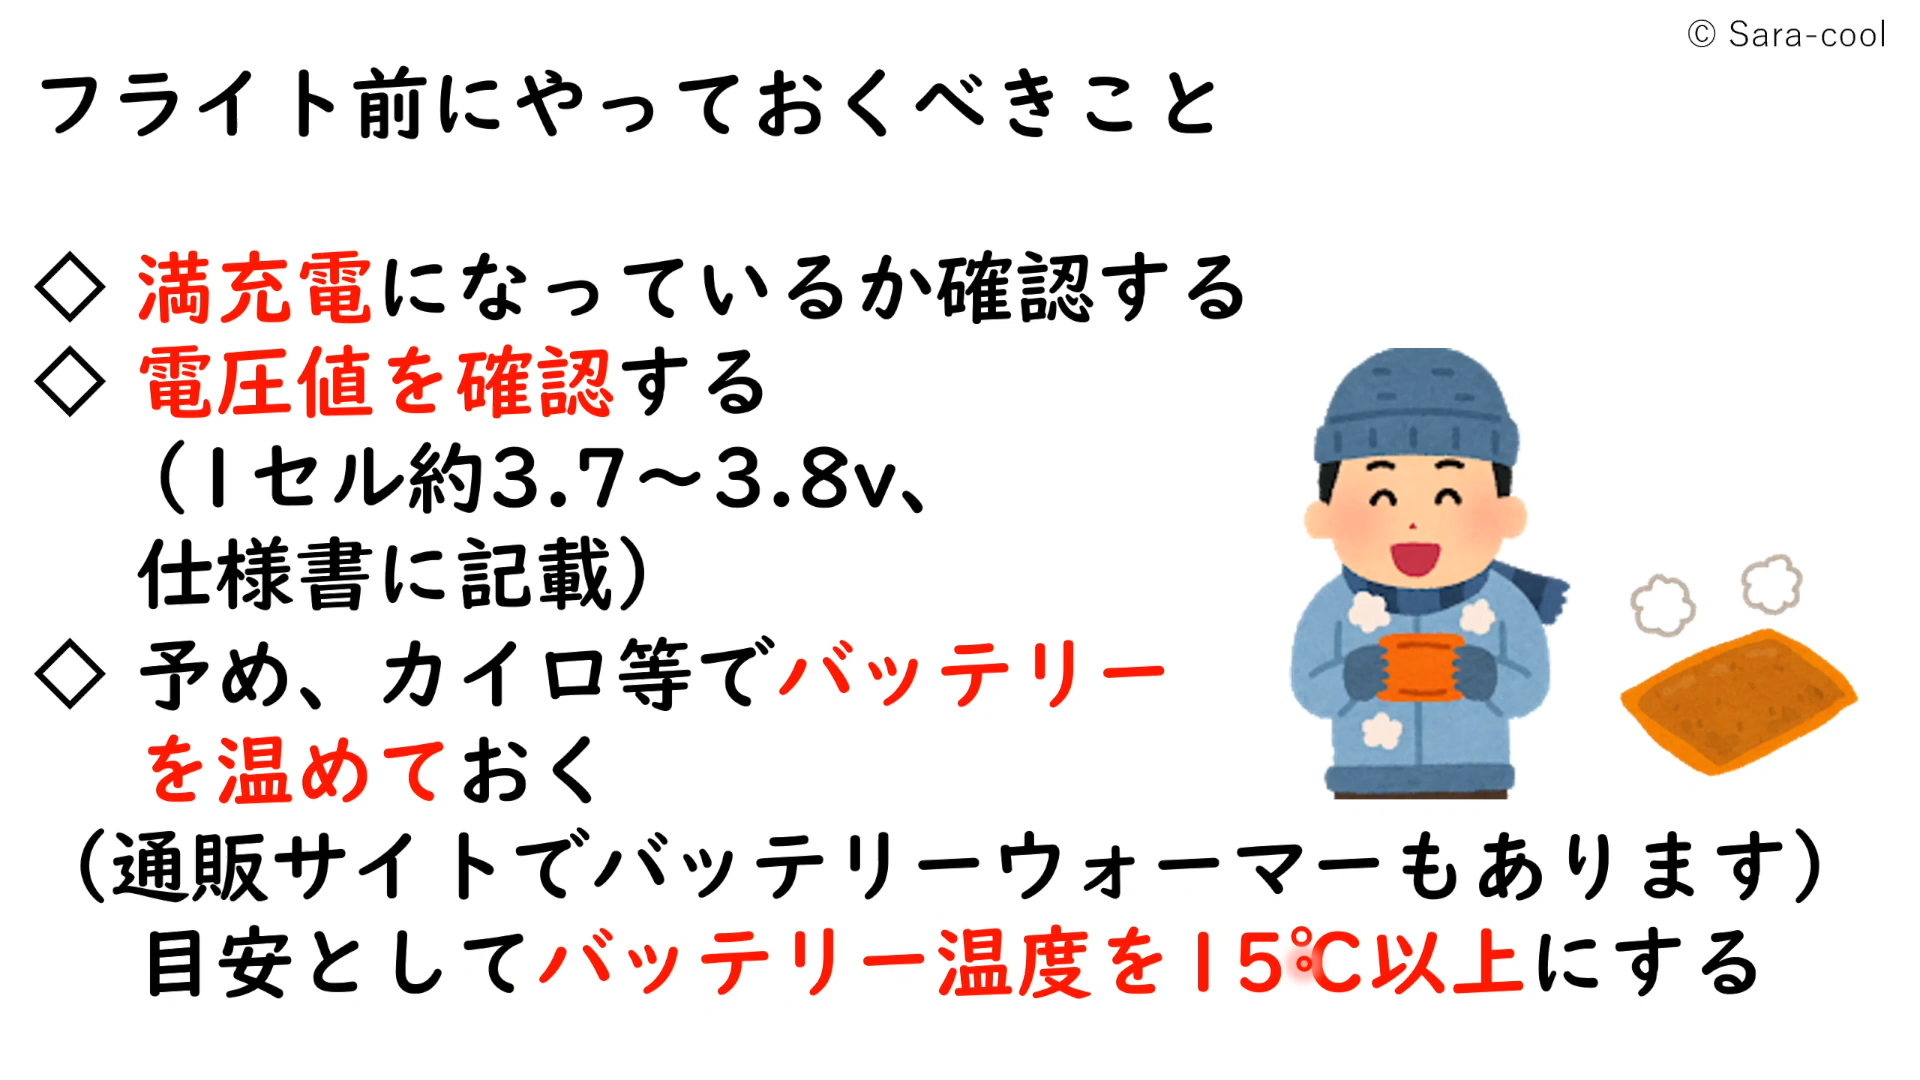 © Sara-cool
フライト前にやっておくべきこと
◇ 満充電になっているか確認する
◇ 電圧値を確認する
（1セル約3.7～3.8v、
仕様書に記載）
◇ 予め、カイロ等でバッテリー
を温めておく
（通販サイトでバッテリーウォーマーもあります）
目安としてバッテリー温度を15℃以上にする